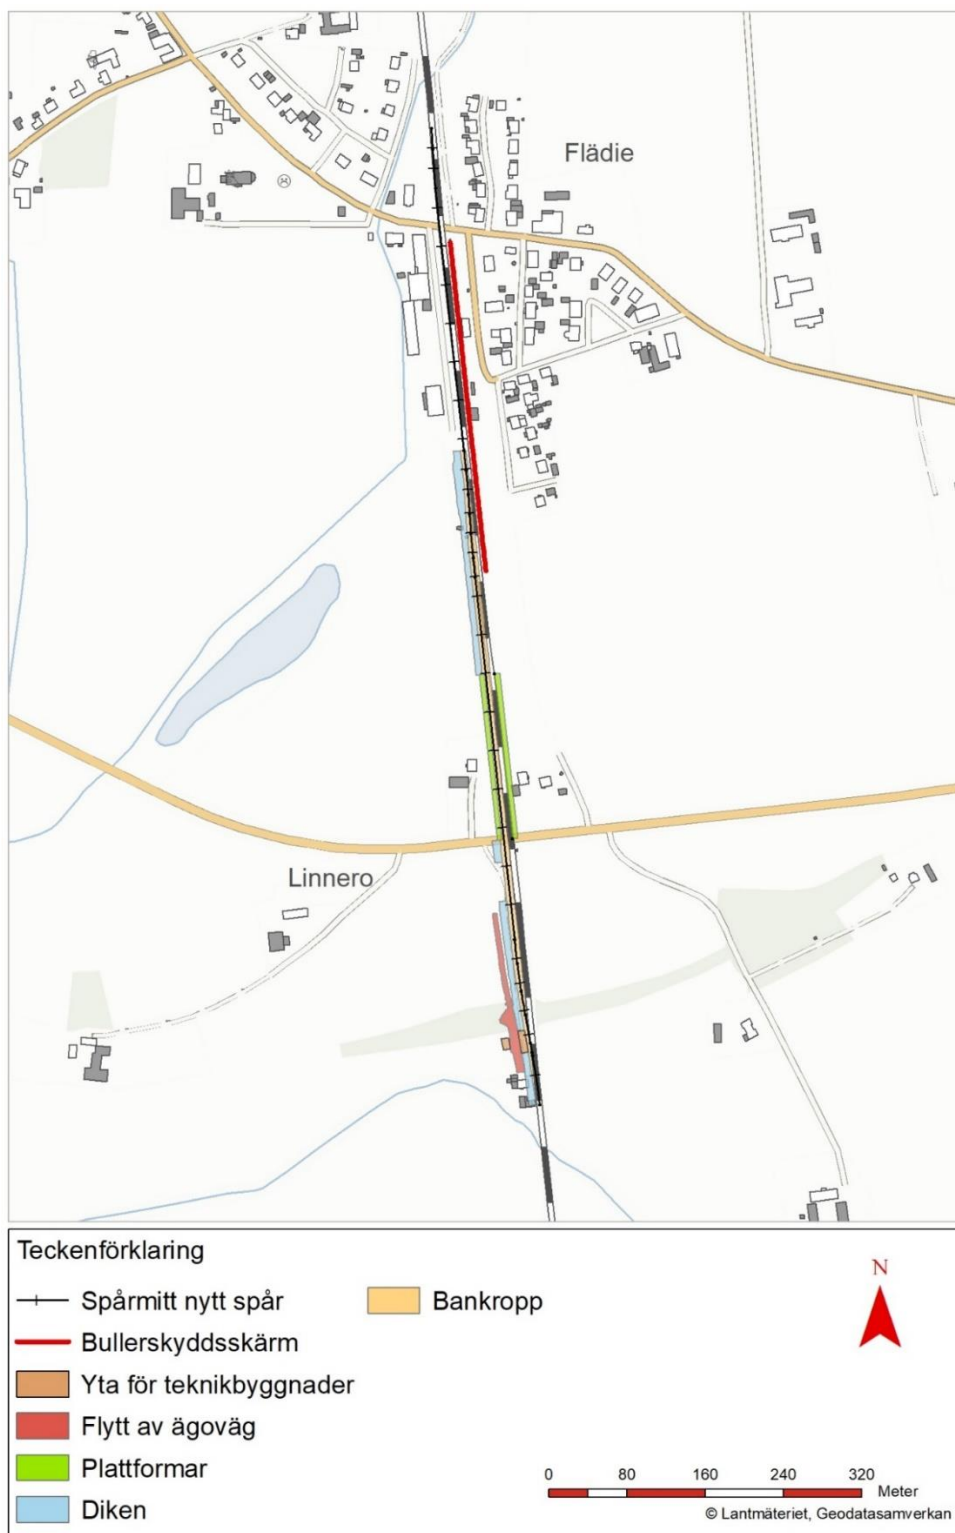 Flädie
Linnero
Teckenförklaring
Spårmitt nytt spår
Bullerskyddsskärm
Yta för teknikbyggnader
Flytt av ägoväg
Plattformar
Diken
Bankropp
N
0 80 160 240 320
Meter
© Lantmäteriet, Geodatasamverkan